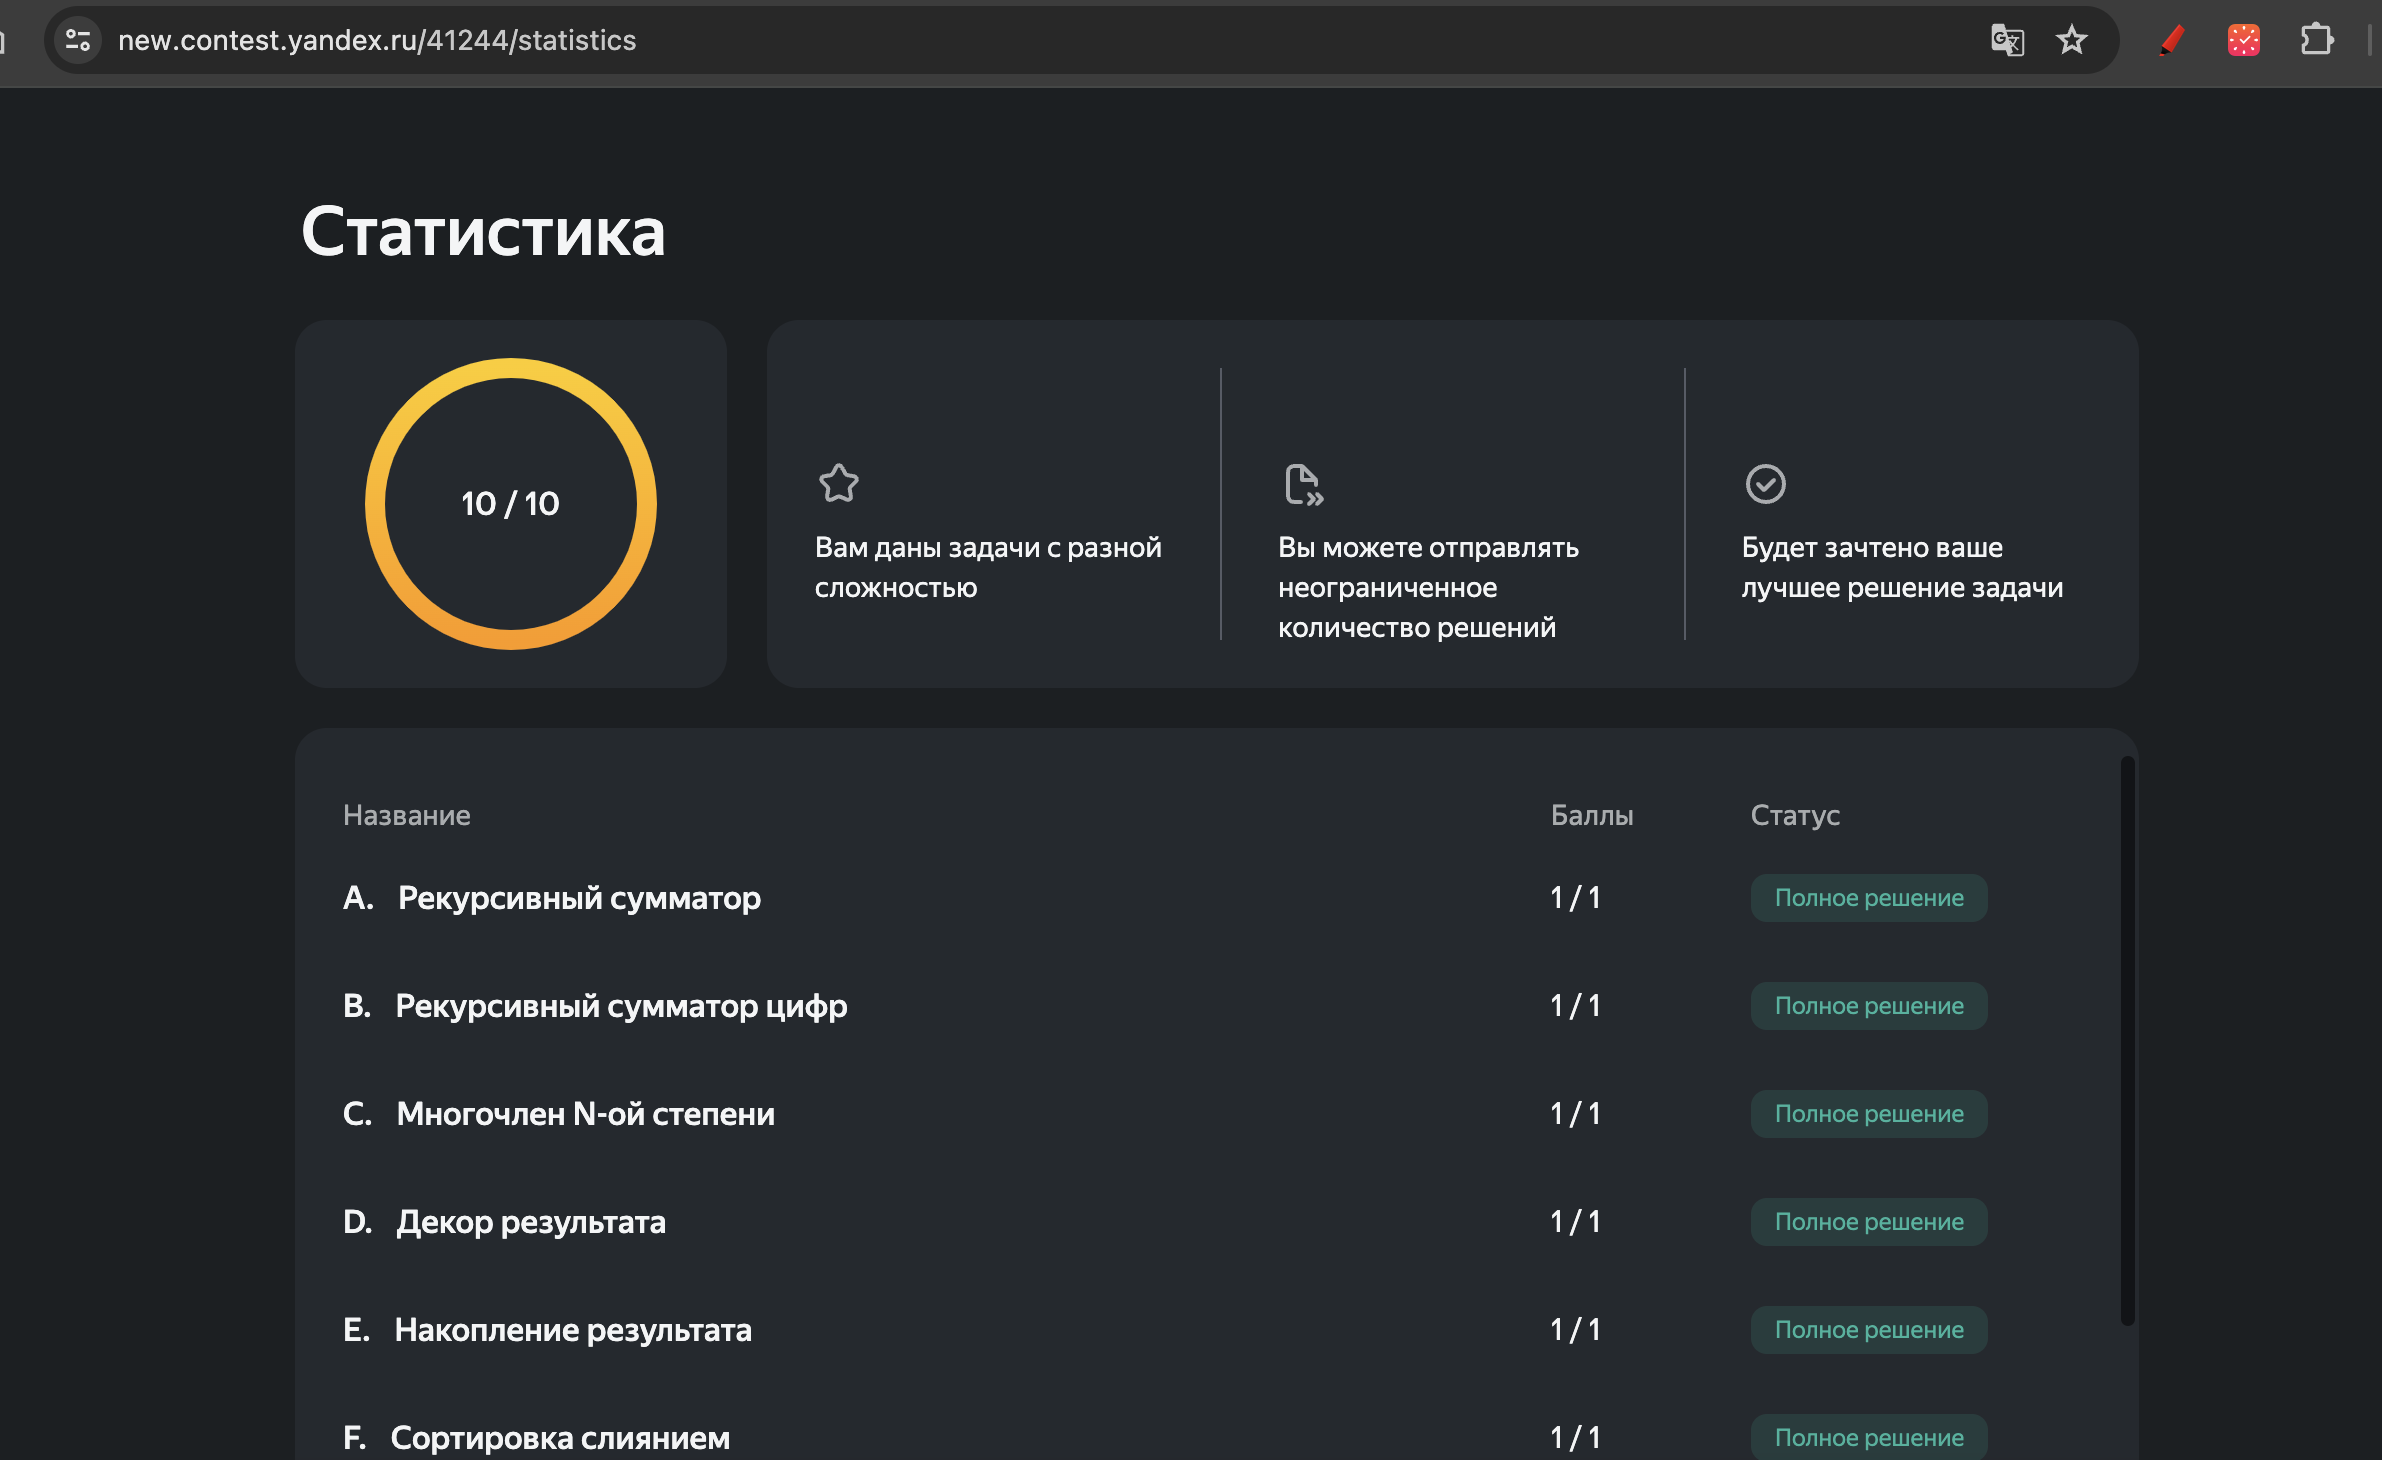 new.contest.yandex.ru/41244/statistics
Статистика
10 / 10
Вам даны задачи с разной
сложностью
Вы можете отправлять
неограниченное
количество решений
Будет зачтено ваше
лучшее решение задачи
Название Баллы Статус
A. Рекурсивный сумматор 1 / 1 Полное решение
B. Рекурсивный сумматор цифр 1 / 1 Полное решение
C. Многочлен N-ой степени 1 / 1 Полное решение
D. Декор результата 1 / 1 Полное решение
E. Накопление результата 1 / 1 Полное решение
F. Сортировка слиянием 1 / 1 Полное решение